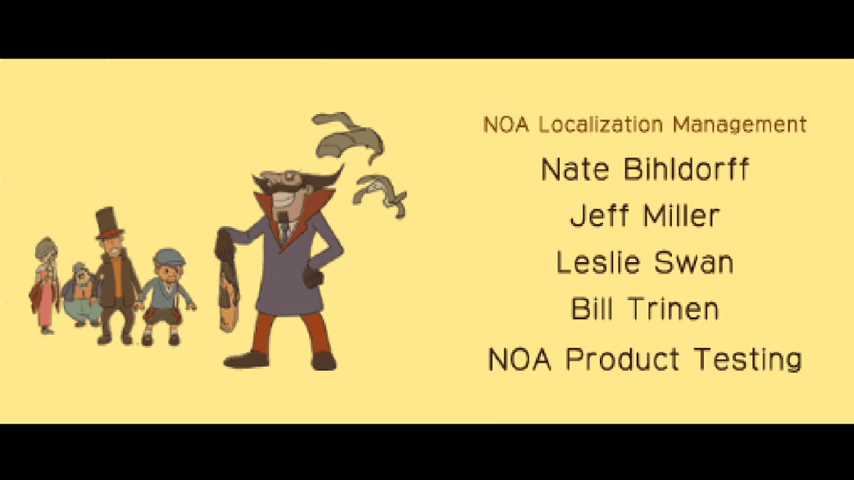 NOA Localization Management
Nate Bihldorff
Jeff Miller
Leslie Swan
Bill Trinen
NOA Product Testing